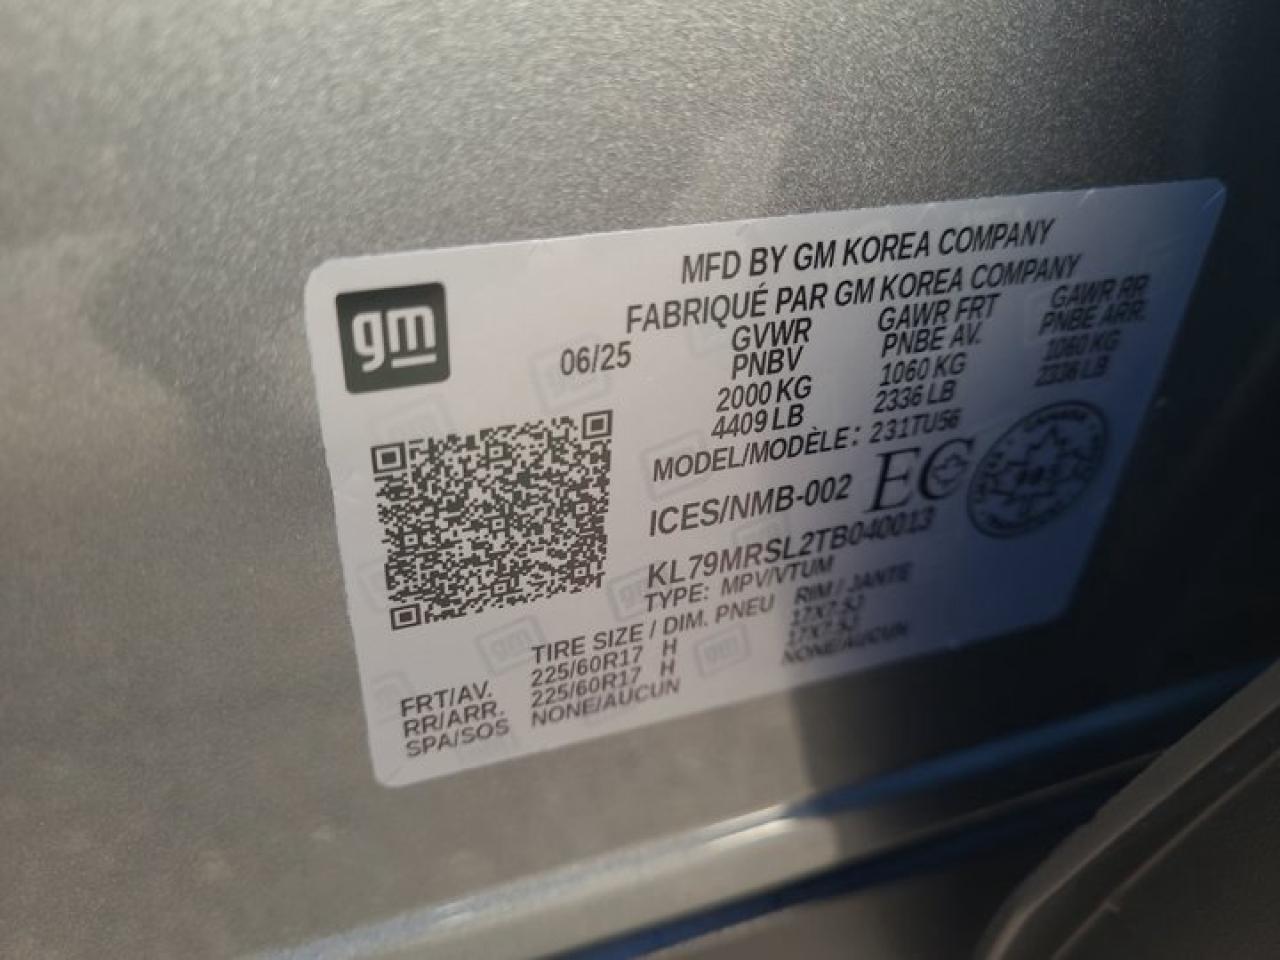 gm
MFD BY GM KOREA COMPANY
FABRIQUÉ PAR GM KOREA COMPANY
06/25
GVWR GAWR FRT GAWR RR
PNBV PNBE AV. PNBE ARR.
2000 KG 1060 KG 1060 KG
4409 LB 2336 LB 2336 LB
MODEL/MODÈLE: 231TU56
ICES/NMB-002 EC
KL79MRSL2TB040013
TYPE: MPV/VTUM
TIRE SIZE / DIM. PNEU RIM / JANTE
FRT/AV. 225/60R17 H 17X7.5J
RR/ARR. 225/60R17 H 17X7.5J
SPA/SOS NONE/AUCUN NONE/AUCUN